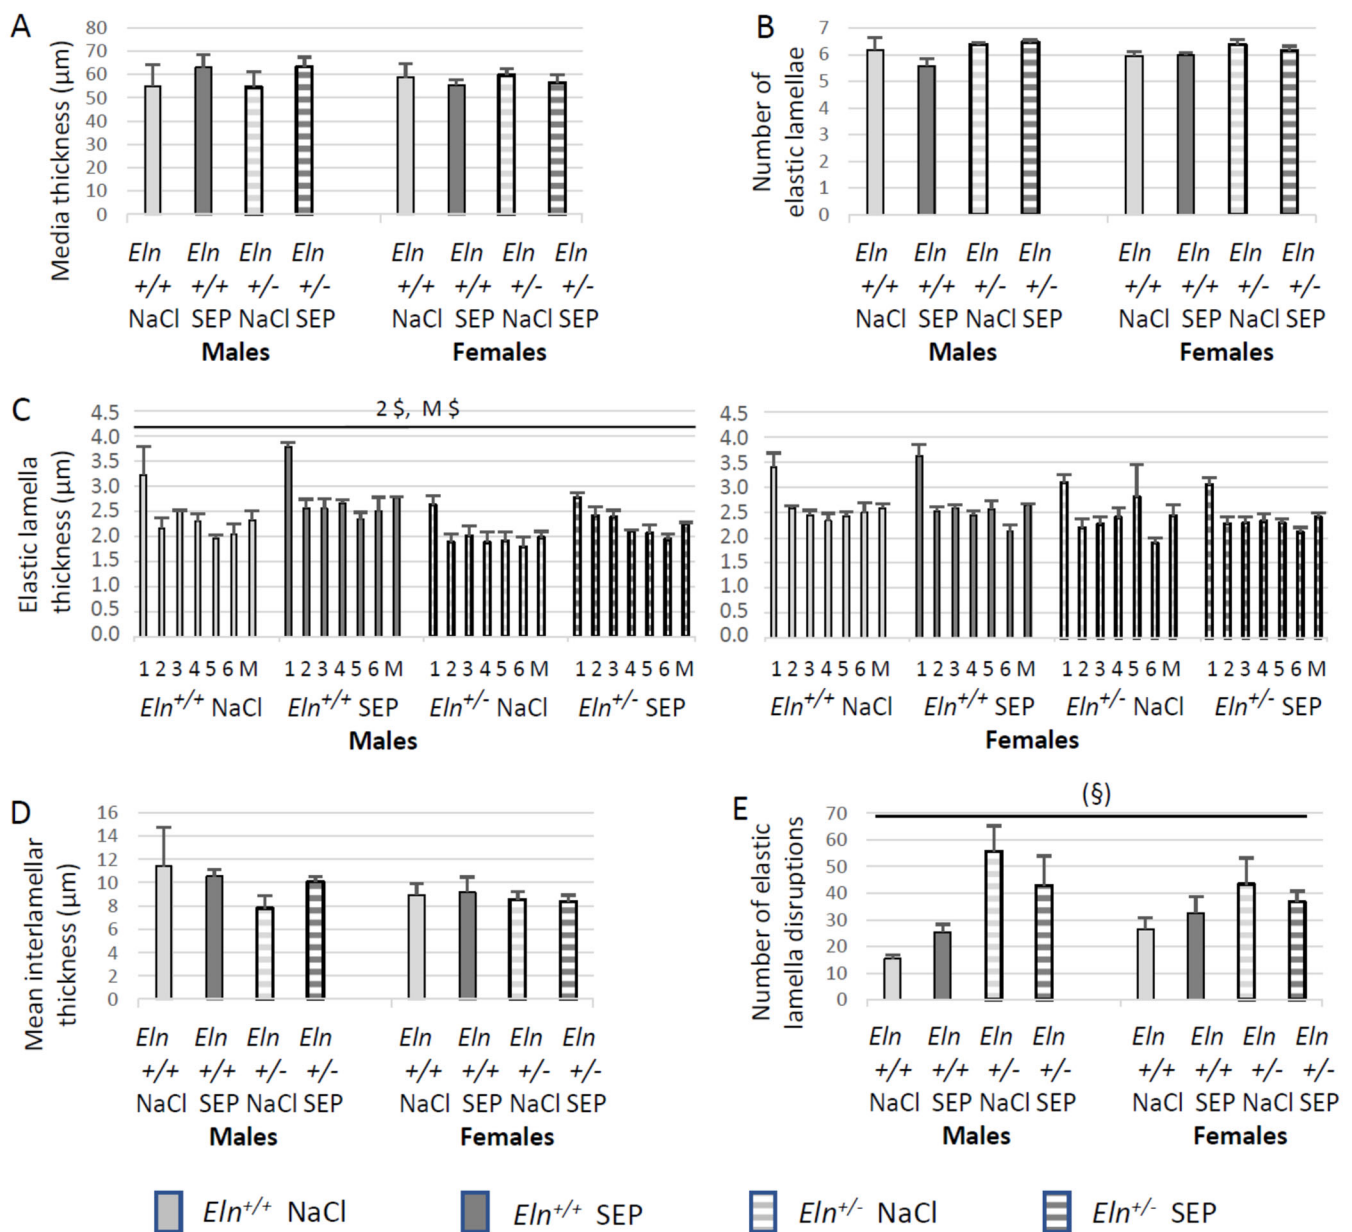 A
Media thickness (µm)
80
70
60
50
40
30
20
10
0
Eln Eln Eln Eln Eln Eln Eln Eln
+/+ +/+ +/- +/- +/+ +/+ +/- +/-
NaCl SEP NaCl SEP NaCl SEP NaCl SEP
Males Females
B
Number of
elastic lamellae
7
6
5
4
3
2
1
0
Eln Eln Eln Eln Eln Eln Eln Eln
+/+ +/+ +/- +/- +/+ +/+ +/- +/-
NaCl SEP NaCl SEP NaCl SEP NaCl SEP
Males Females
C
Elastic lamella
thickness (µm)
2 $, M $
4.5
4.0
3.5
3.0
2.5
2.0
1.5
1.0
0.5
0.0
1 2 3 4 5 6 M 1 2 3 4 5 6 M 1 2 3 4 5 6 M 1 2 3 4 5 6 M
Eln+/+ NaCl Eln+/+ SEP Eln+/- NaCl Eln+/- SEP
Males
4.5
4.0
3.5
3.0
2.5
2.0
1.5
1.0
0.5
0.0
1 2 3 4 5 6 M 1 2 3 4 5 6 M 1 2 3 4 5 6 M 1 2 3 4 5 6 M
Eln+/+ NaCl Eln+/+ SEP Eln+/- NaCl Eln+/- SEP
Females
D
Mean interlamellar
thickness (µm)
16
14
12
10
8
6
4
2
0
Eln Eln Eln Eln Eln Eln Eln Eln
+/+ +/+ +/- +/- +/+ +/+ +/- +/-
NaCl SEP NaCl SEP NaCl SEP NaCl SEP
Males Females
E
Number of elastic
lamella disruptions
(§)
70
60
50
40
30
20
10
0
Eln Eln Eln Eln Eln Eln Eln Eln
+/+ +/+ +/- +/- +/+ +/+ +/- +/-
NaCl SEP NaCl SEP NaCl SEP NaCl SEP
Males Females
Eln+/+ NaCl Eln+/+ SEP Eln+/- NaCl Eln+/- SEP